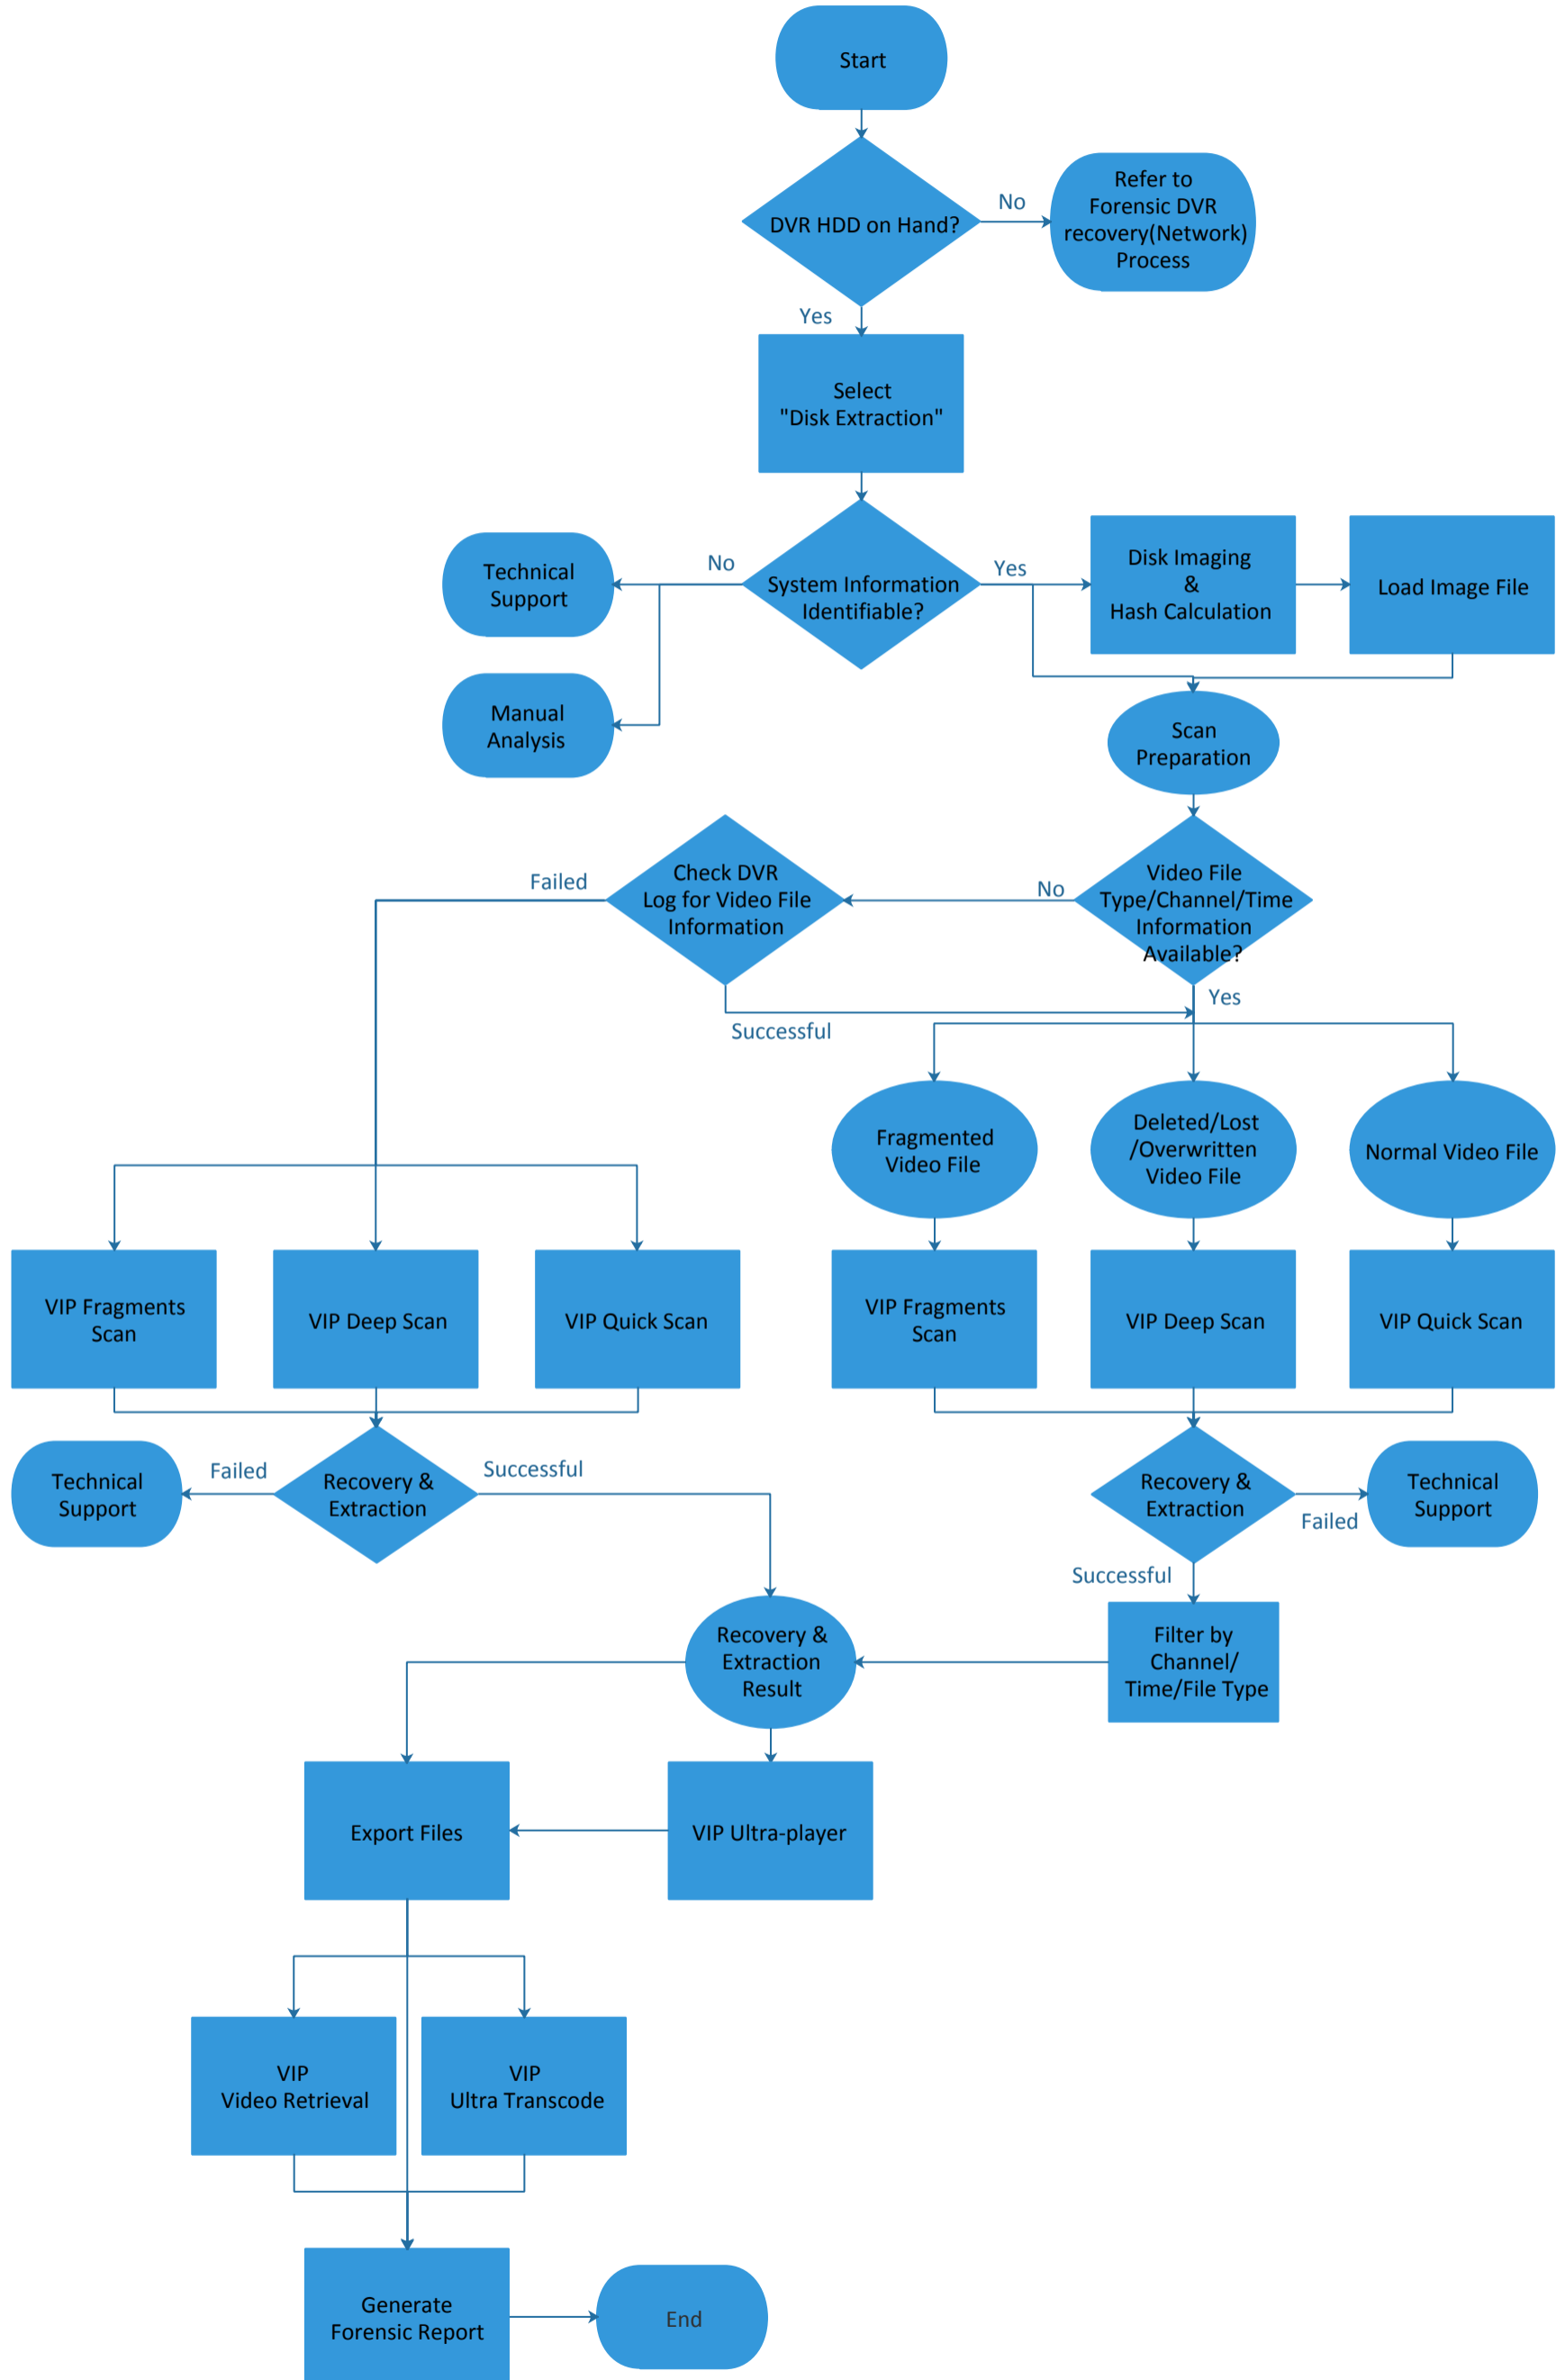 Start
DVR HDD on Hand?
No
Refer to
Forensic DVR
recovery(Network)
Process
Yes
Select
"Disk Extraction"
Technical
Support
No
System Information
Identifiable?
Yes
Disk Imaging
&
Hash Calculation
Load Image File
Manual
Analysis
Scan
Preparation
Failed
Check DVR
Log for Video File
Information
No
Video File
Type/Channel/Time
Information
Available?
Yes
Successful
Fragmented
Video File
Deleted/Lost
/Overwritten
Video File
Normal Video File
VIP Fragments
Scan
VIP Deep Scan
VIP Quick Scan
VIP Fragments
Scan
VIP Deep Scan
VIP Quick Scan
Technical
Support
Failed
Recovery &
Extraction
Successful
Recovery &
Extraction
Failed
Technical
Support
Successful
Recovery &
Extraction
Result
Filter by
Channel/
Time/File Type
Export Files
VIP Ultra-player
VIP
Video Retrieval
VIP
Ultra Transcode
Generate
Forensic Report
End